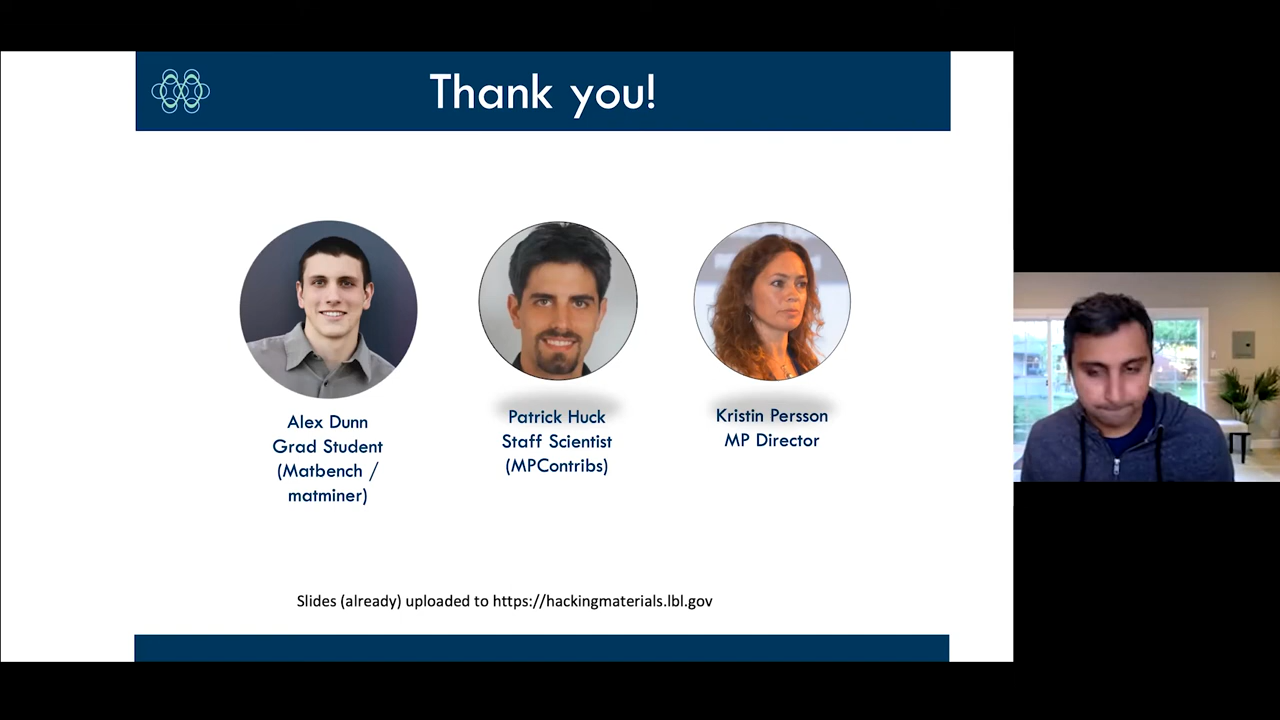 Thank you!
Alex Dunn
Grad Student
(Matbench /
matminer)
Patrick Huck
Staff Scientist
(MPContribs)
Kristin Persson
MP Director
Slides (already) uploaded to https://hackingmaterials.lbl.gov